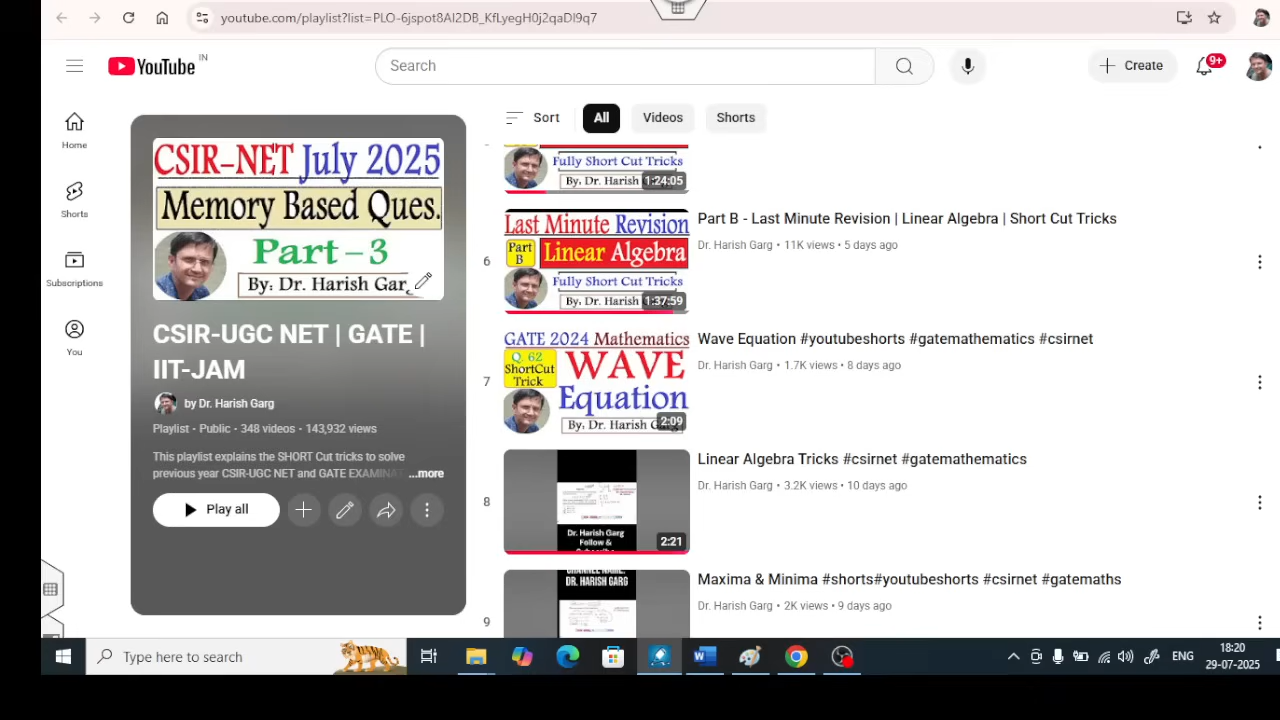 youtube.com/playlist?list=PLO-6jspot8Al2DB_KfLyegH0j2qaDl9q7
YouTube IN
Search
Create
9+
Home
Shorts
Subscriptions
You
CSIR-NET July 2025
Memory Based Ques.
Part-3
By: Dr. Harish Gar
CSIR-UGC NET | GATE |
IIT-JAM
by Dr. Harish Garg
Playlist • Public • 348 videos • 143,932 views
This playlist explains the SHORT Cut tricks to solve
previous year CSIR-UGC NET and GATE EXAMINAT ...more
Play all
Sort
All
Videos
Shorts
Fully Short Cut Tricks
By: Dr. Harish
1:24:05
6
Last Minute Revision
Part B
Linear Algebra
Fully Short Cut Tricks
By: Dr. Harish
1:37:59
Part B - Last Minute Revision | Linear Algebra | Short Cut Tricks
Dr. Harish Garg • 11K views • 5 days ago
7
GATE 2024 Mathematics
Q. 62
ShortCut
Trick
WAVE
Equation
By: Dr. Harish Garg
2:09
Wave Equation #youtubeshorts #gatemathematics #csirnet
Dr. Harish Garg • 1.7K views • 8 days ago
8
Dr. Harish Garg
Follow &
2:21
Linear Algebra Tricks #csirnet #gatemathematics
Dr. Harish Garg • 3.2K views • 10 days ago
9
CHANNEL NAME:
DR. HARISH GARG
Maxima & Minima #shorts#youtubeshorts #csirnet #gatemaths
Dr. Harish Garg • 2K views • 9 days ago
Type here to search
ENG
18:20
29-07-2025